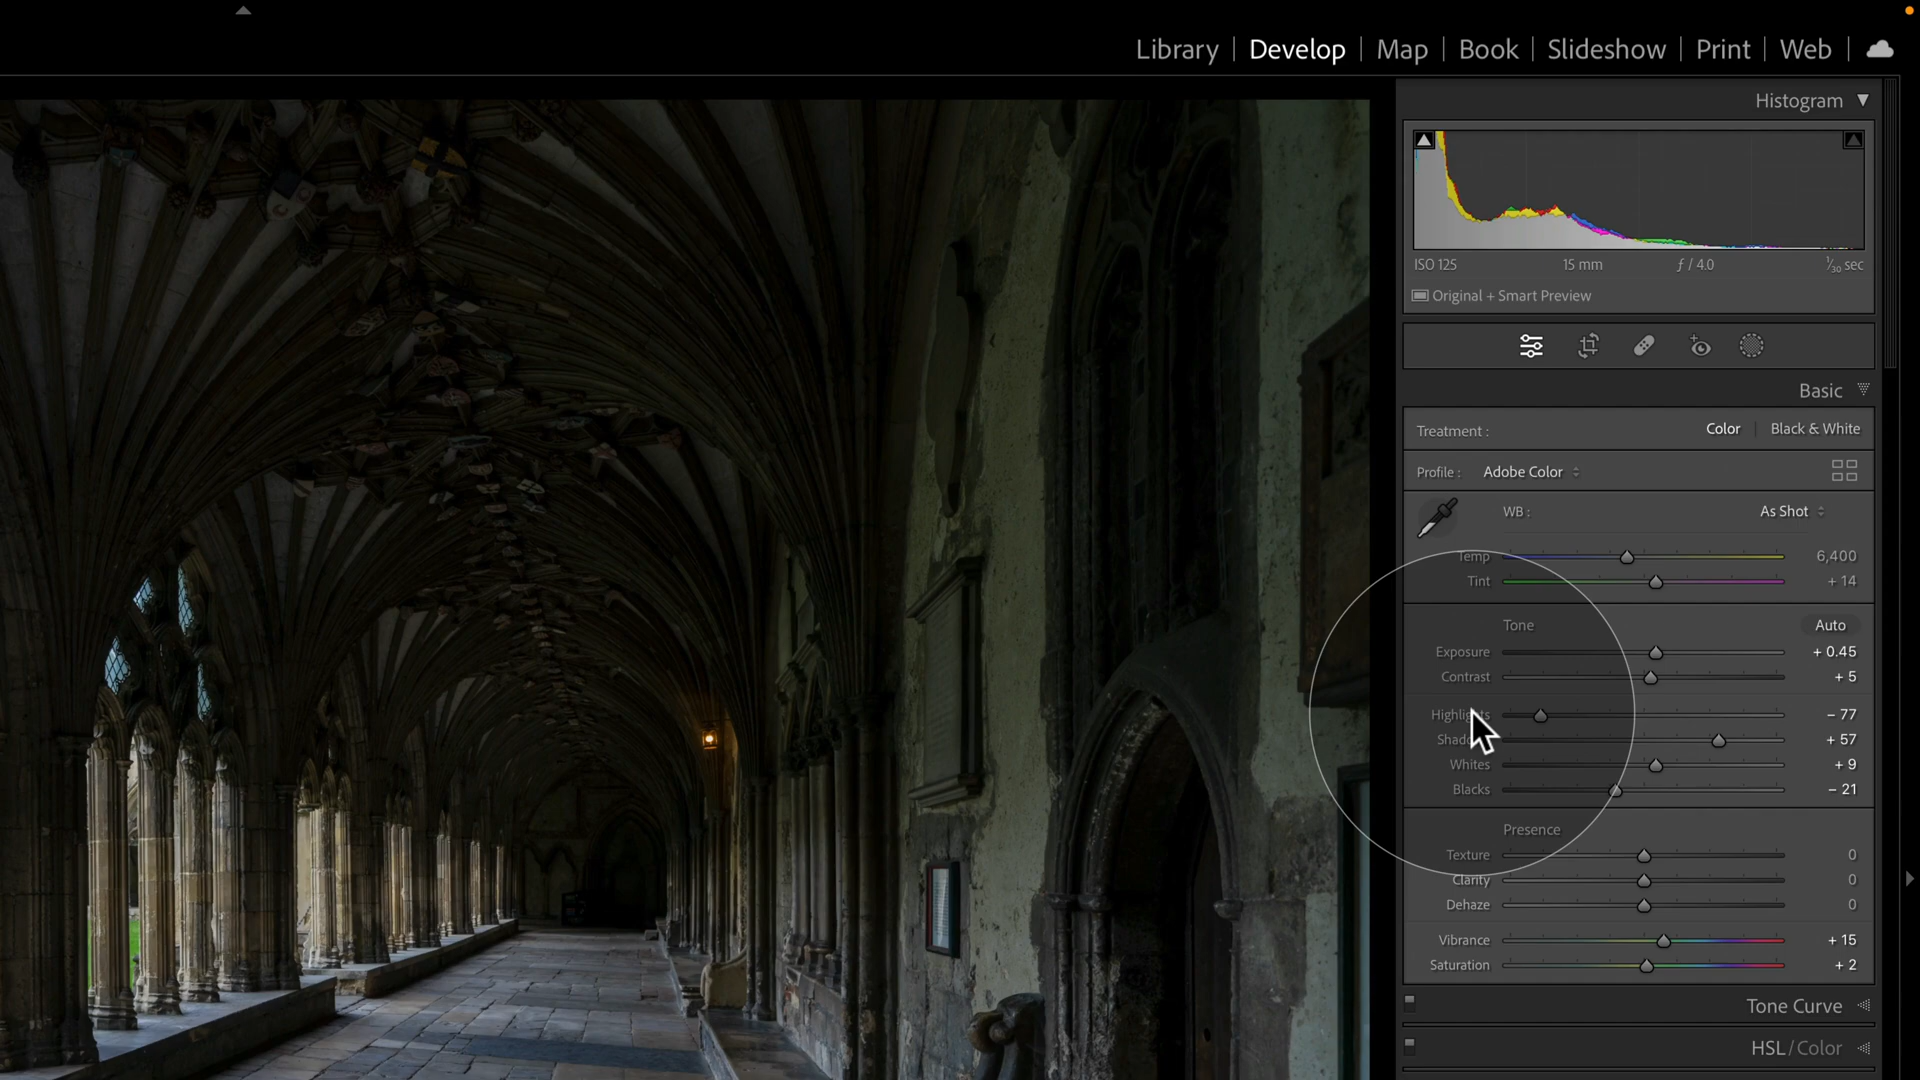 Library | Develop | Map | Book | Slideshow | Print | Web
Histogram
ISO 125 15 mm ƒ / 4.0 1/30 sec
Original + Smart Preview
Basic
Treatment : Color | Black & White
Profile : Adobe Color
WB : As Shot
Temp 6,400
Tint + 14
Tone Auto
Exposure + 0.45
Contrast + 5
Highlights – 77
Shadows + 57
Whites + 9
Blacks – 21
Presence
Texture 0
Clarity 0
Dehaze 0
Vibrance + 15
Saturation + 2
Tone Curve
HSL / Color